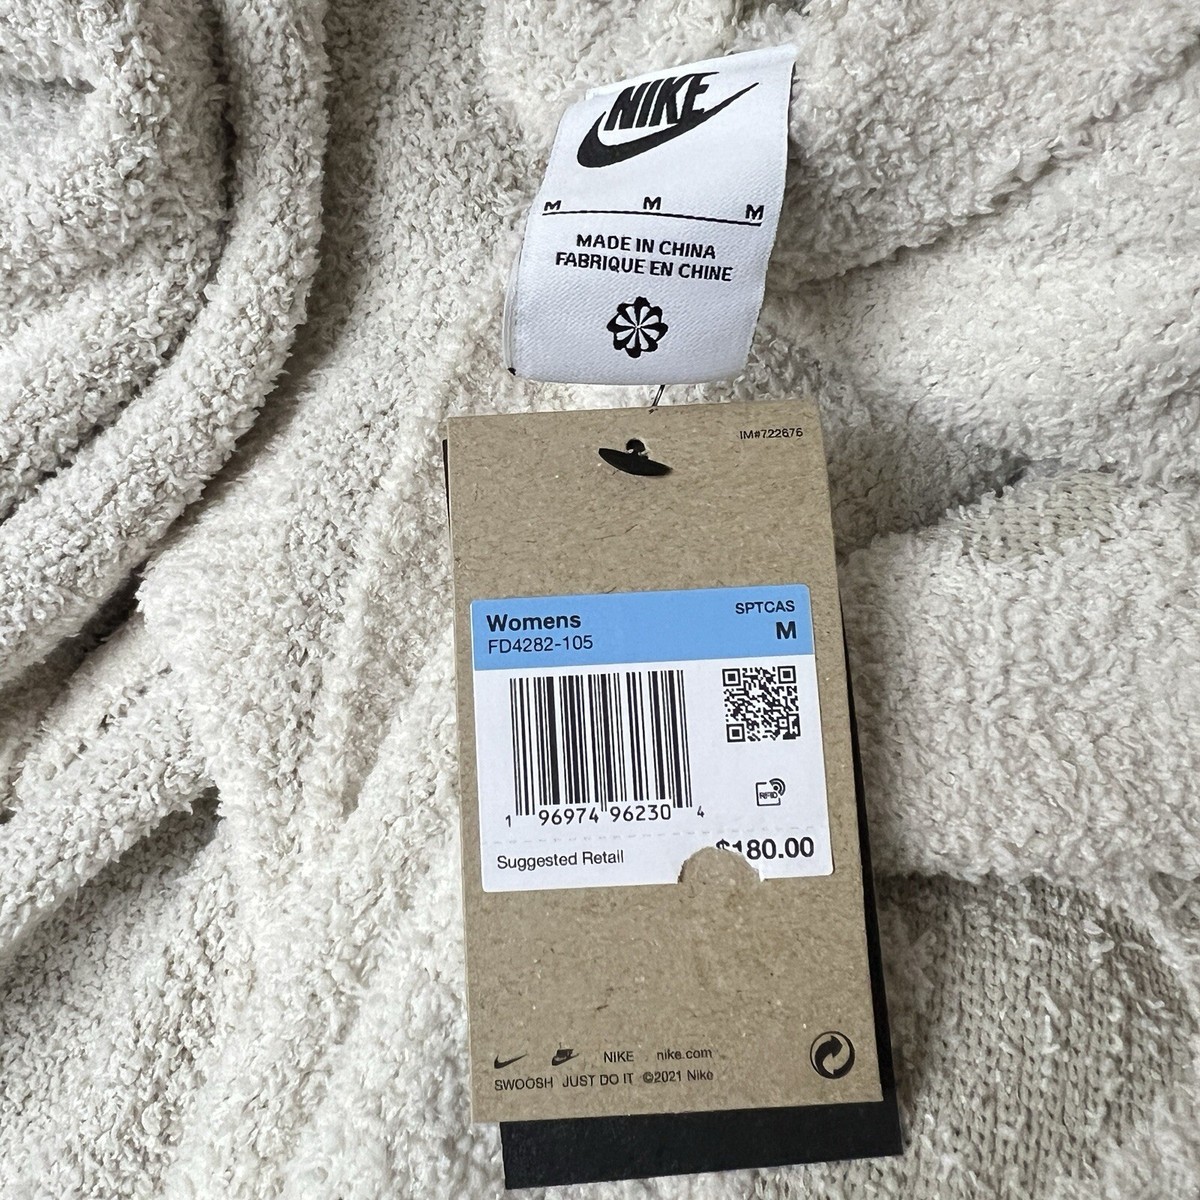 NIKE
M M M
MADE IN CHINA
FABRIQUE EN CHINE
IM#722676
Womens SPTCAS
FD4282-105 M
RFID
1 96974 96230 4
Suggested Retail $180.00
NIKE nike.com
SWOOSH JUST DO IT ©2021 Nike